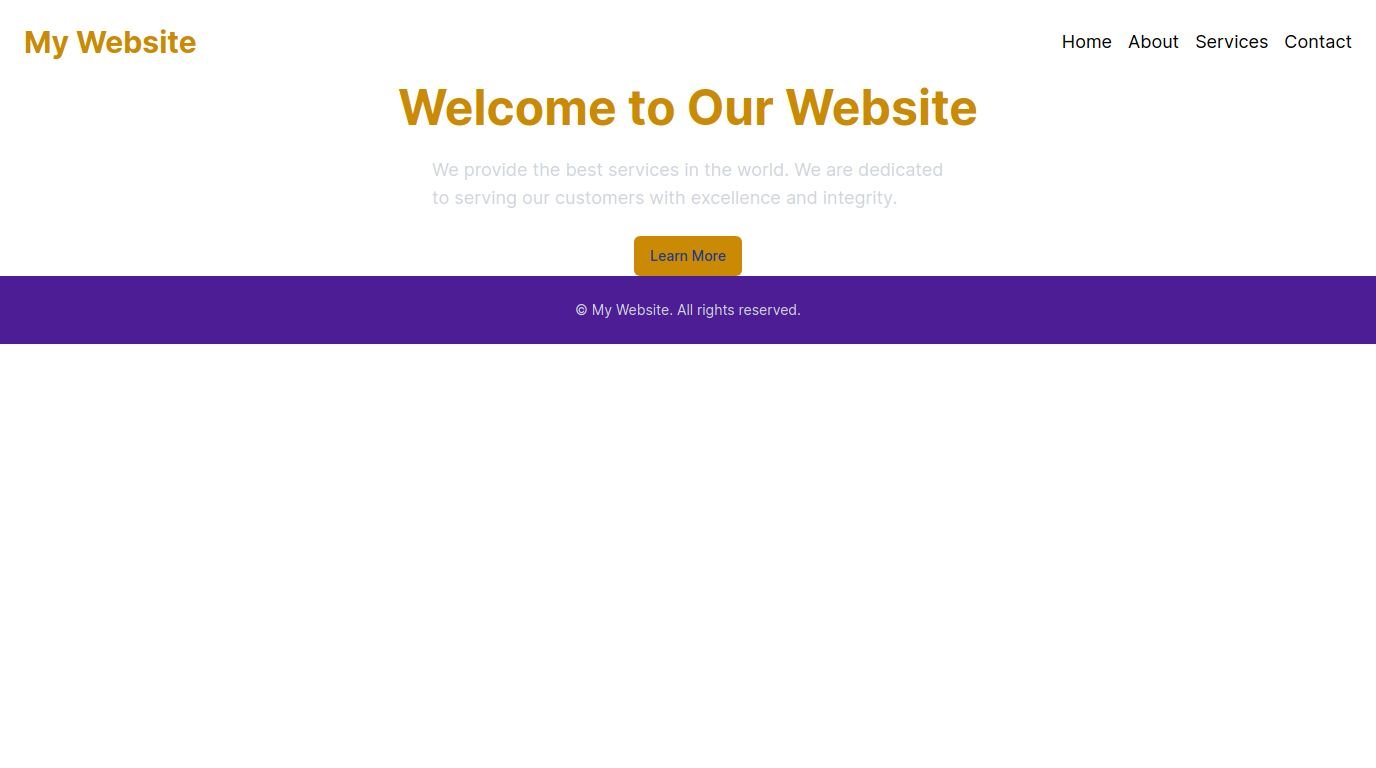 My Website
Home About Services Contact
Welcome to Our Website
We provide the best services in the world. We are dedicated
to serving our customers with excellence and integrity.
Learn More
© My Website. All rights reserved.